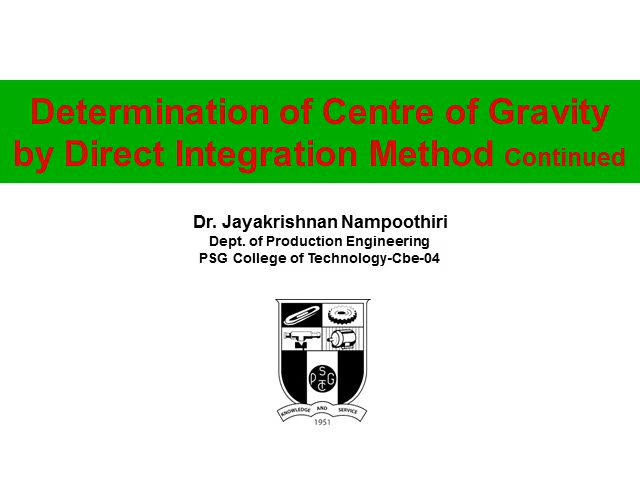 Determination of Centre of Gravity
by Direct Integration Method Continued
Dr. Jayakrishnan Nampoothiri
Dept. of Production Engineering
PSG College of Technology-Cbe-04
S
P G
T C
KNOWLEDGE AND SERVICE
1951